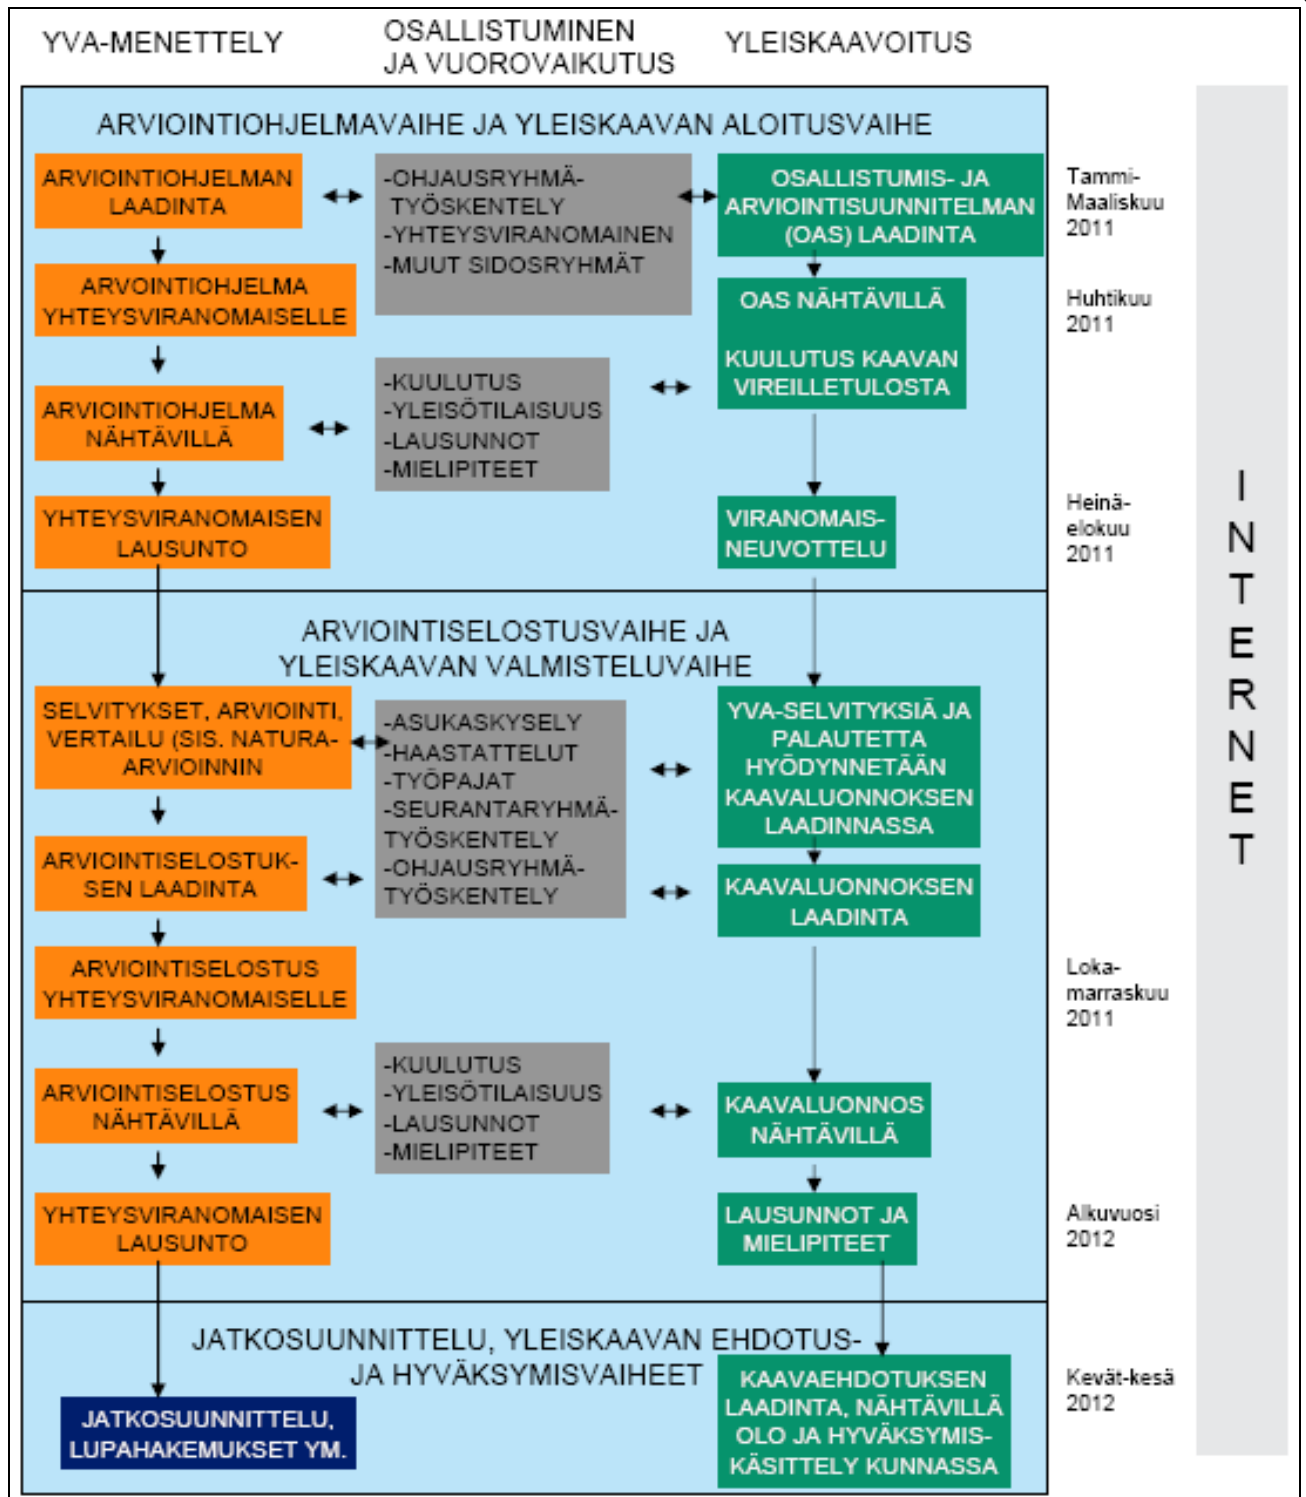 YVA-MENETTELY
OSALLISTUMINEN
JA VUOROVAIKUTUS
YLEISKAAVOITUS
ARVIOINTIOHJELMAVAIHE JA YLEISKAAVAN ALOITUSVAIHE
ARVIOINTIOHJELMAN
LAADINTA
-OHJAUSRYHMÄ-
TYÖSKENTELY
-YHTEYSVIRANOMAINEN
-MUUT SIDOSRYHMÄT
OSALLISTUMIS- JA
ARVIOINTISUUNNITELMAN
(OAS) LAADINTA
Tammi-
Maaliskuu
2011
ARVOINTIOHJELMA
YHTEYSVIRANOMAISELLE
OAS NÄHTÄVILLÄ
KUULUTUS KAAVAN
VIREILLETULOSTA
Huhtikuu
2011
ARVIOINTIOHJELMA
NÄHTÄVILLÄ
-KUULUTUS
-YLEISÖTILAISUUS
-LAUSUNNOT
-MIELIPITEET
YHTEYSVIRANOMAISEN
LAUSUNTO
VIRANOMAIS-
NEUVOTTELU
Heinä-
elokuu
2011
ARVIOINTISELOSTUSVAIHE JA
YLEISKAAVAN VALMISTELUVAIHE
SELVITYKSET, ARVIOINTI,
VERTAILU (SIS. NATURA-
ARVIOINNIN
-ASUKASKYSELY
-HAASTATTELUT
-TYÖPAJAT
-SEURANTARYHMÄ-
TYÖSKENTELY
-OHJAUSRYHMÄ-
TYÖSKENTELY
YVA-SELVITYKSIÄ JA
PALAUTETTA
HYÖDYNNETÄÄN
KAAVALUONNOKSEN
LAADINNASSA
ARVIOINTISELOSTUK-
SEN LAADINTA
KAAVALUONNOKSEN
LAADINTA
ARVIOINTISELOSTUS
YHTEYSVIRANOMAISELLE
Loka-
marraskuu
2011
ARVIOINTISELOSTUS
NÄHTÄVILLÄ
-KUULUTUS
-YLEISÖTILAISUUS
-LAUSUNNOT
-MIELIPITEET
KAAVALUONNOS
NÄHTÄVILLÄ
YHTEYSVIRANOMAISEN
LAUSUNTO
LAUSUNNOT JA
MIELIPITEET
Alkuvuosi
2012
JATKOSUUNNITTELU, YLEISKAAVAN EHDOTUS-
JA HYVÄKSYMISVAIHEET
JATKOSUUNNITTELU,
LUPAHAKEMUKSET YM.
KAAVAEHDOTUKSEN
LAADINTA, NÄHTÄVILLÄ
OLO JA HYVÄKSYMIS-
KÄSITTELY KUNNASSA
Kevät-kesä
2012
I
N
T
E
R
N
E
T